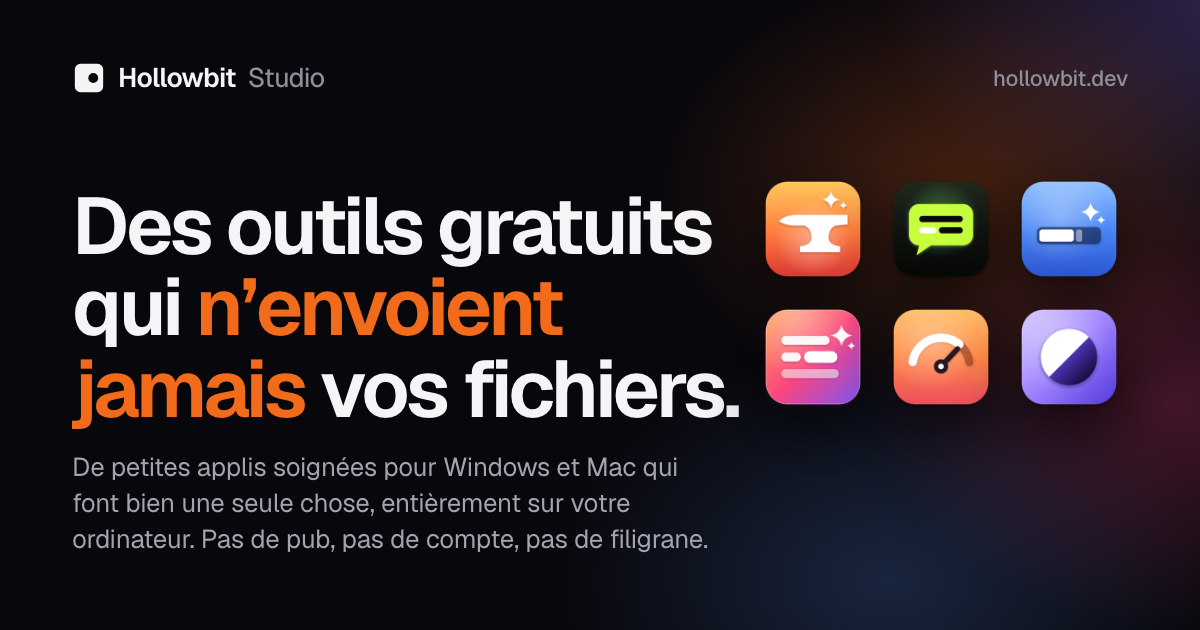 Hollowbit Studio
hollowbit.dev
Des outils gratuits
qui n’envoient
jamais vos fichiers.
De petites applis soignées pour Windows et Mac qui
font bien une seule chose, entièrement sur votre
ordinateur. Pas de pub, pas de compte, pas de filigrane.